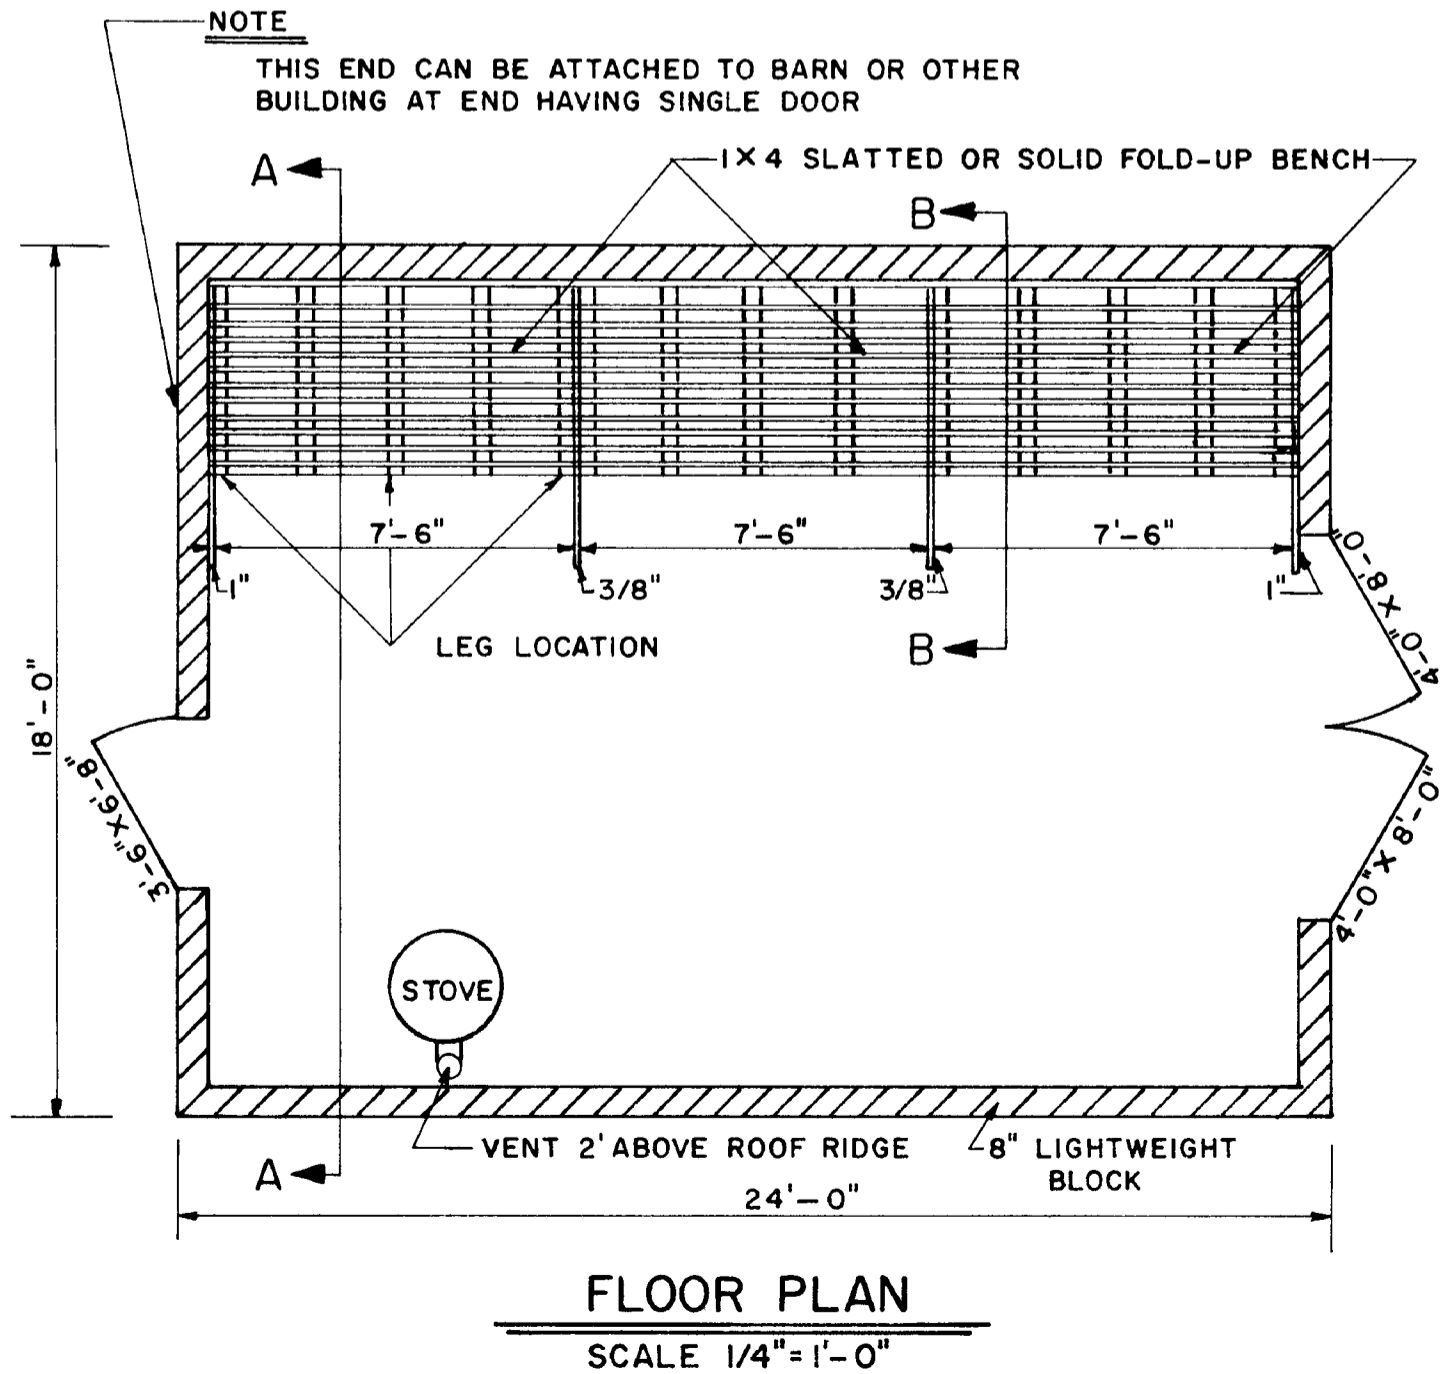 NOTE
THIS END CAN BE ATTACHED TO BARN OR OTHER
BUILDING AT END HAVING SINGLE DOOR
A
1X4 SLATTED OR SOLID FOLD-UP BENCH
B
7'-6"
7'-6"
7'-6"
1"
3/8"
3/8"
1"
LEG LOCATION
B
4'-0" X 8'-0"
18'-0"
3'-6" X 6'-8"
4'-0" X 8'-0"
STOVE
VENT 2' ABOVE ROOF RIDGE
8" LIGHTWEIGHT
BLOCK
A
24'-0"
FLOOR PLAN
SCALE 1/4"=1'-0"